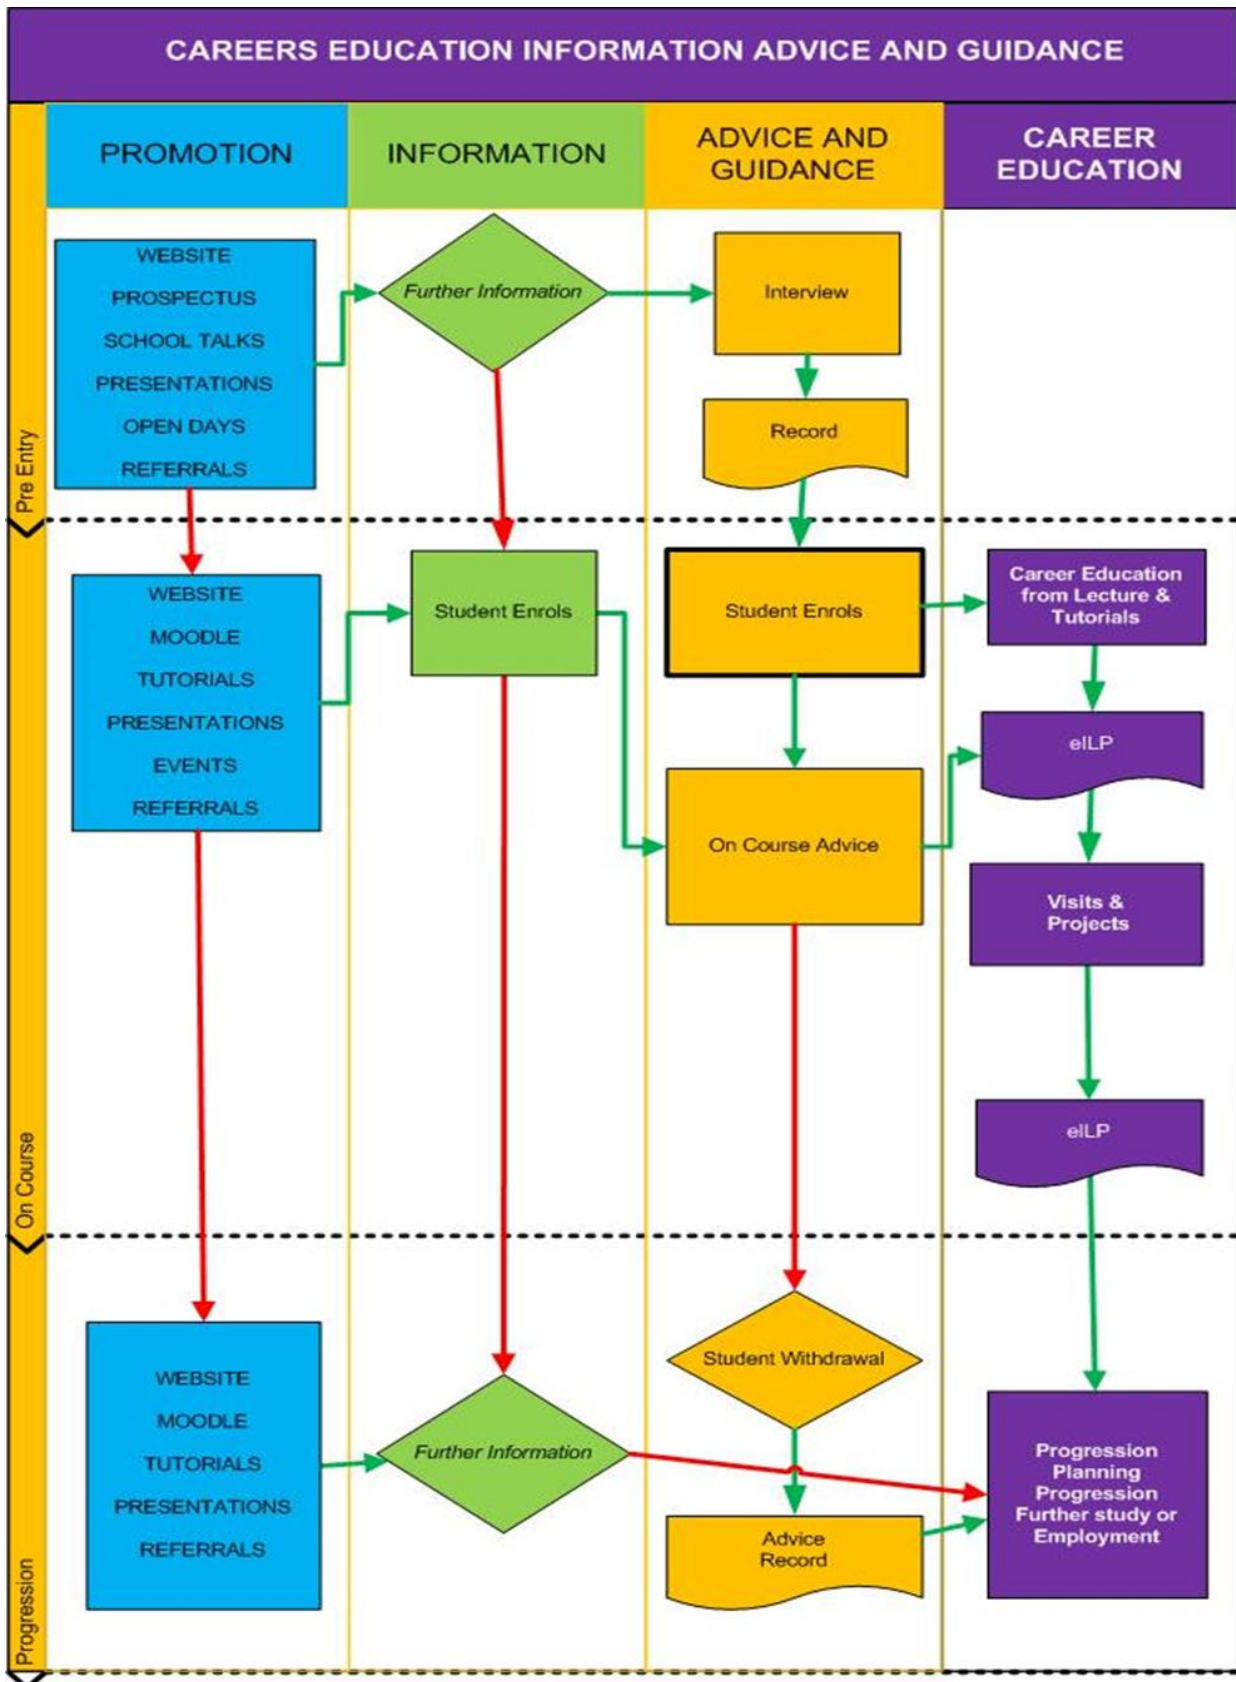 CAREERS EDUCATION INFORMATION ADVICE AND GUIDANCE
PROMOTION
INFORMATION
ADVICE AND
GUIDANCE
CAREER
EDUCATION
Pre Entry
WEBSITE
PROSPECTUS
SCHOOL TALKS
PRESENTATIONS
OPEN DAYS
REFERRALS
Further Information
Interview
Record
On Course
WEBSITE
MOODLE
TUTORIALS
PRESENTATIONS
EVENTS
REFERRALS
Student Enrols
Student Enrols
On Course Advice
Career Education
from Lecture &
Tutorials
eILP
Visits &
Projects
eILP
Progression
WEBSITE
MOODLE
TUTORIALS
PRESENTATIONS
REFERRALS
Further Information
Student Withdrawal
Advice
Record
Progression
Planning
Progression
Further study or
Employment